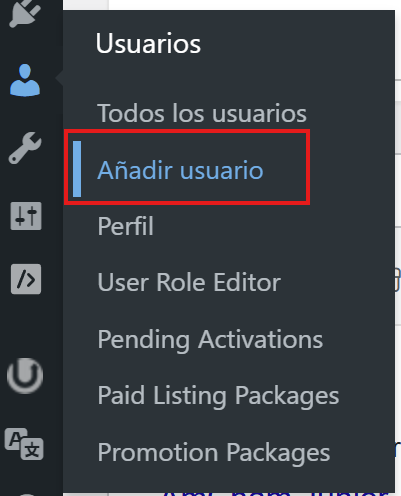 Usuarios
Todos los usuarios
Añadir usuario
Perfil
User Role Editor
Pending Activations
Paid Listing Packages
Promotion Packages